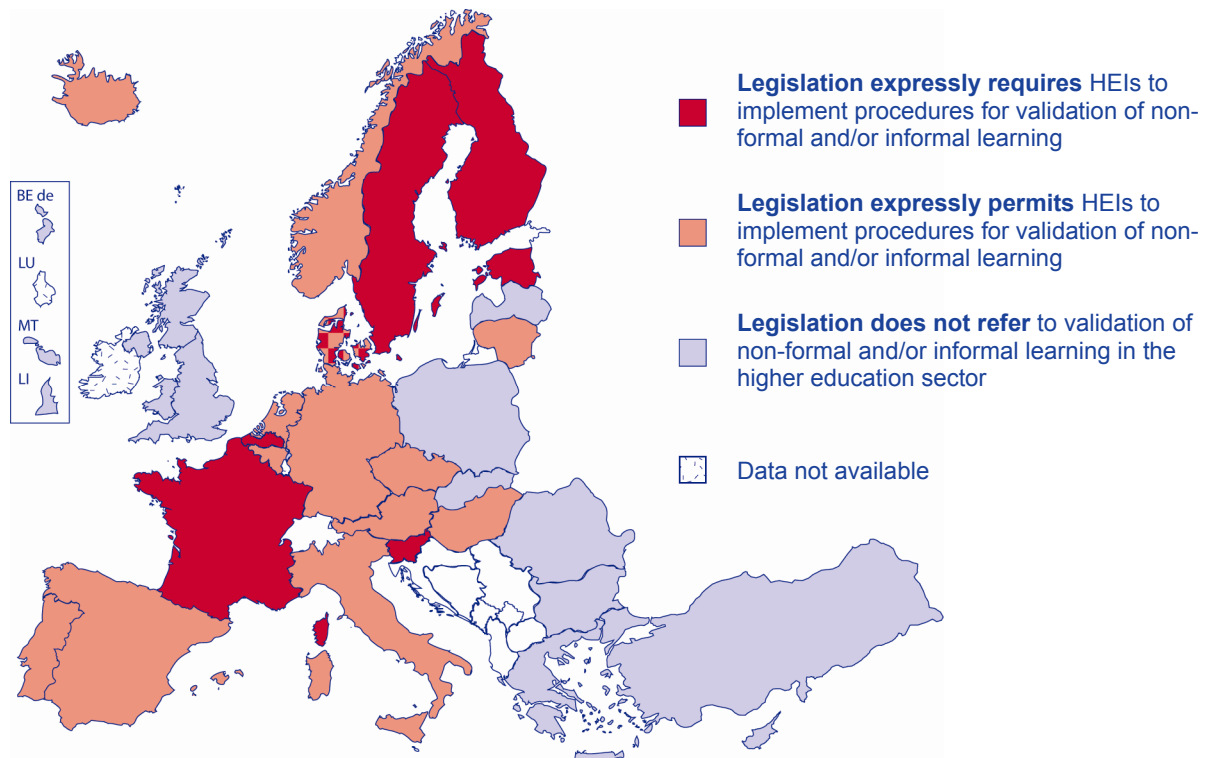 BE de
LU
MT
LI
Legislation expressly requires HEIs to
implement procedures for validation of non-
formal and/or informal learning
Legislation expressly permits HEIs to
implement procedures for validation of non-
formal and/or informal learning
Legislation does not refer to validation of
non-formal and/or informal learning in the
higher education sector
Data not available